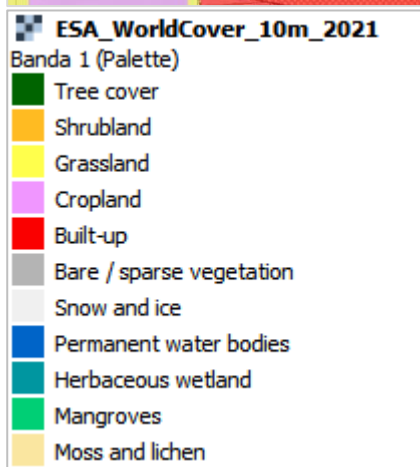 ESA_WorldCover_10m_2021
Banda 1 (Palette)
Tree cover
Shrubland
Grassland
Cropland
Built-up
Bare / sparse vegetation
Snow and ice
Permanent water bodies
Herbaceous wetland
Mangroves
Moss and lichen